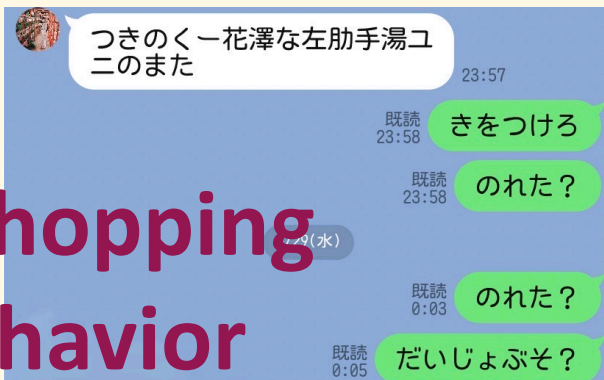 つきのくー花澤な左肋手湯ユ
ニのまた
23:57
既読
23:58
きをつけろ
既読
23:58
のれた？
/29(水)
既読
0:03
のれた？
既読
0:05
だいじょぶそ？
hopping
havior